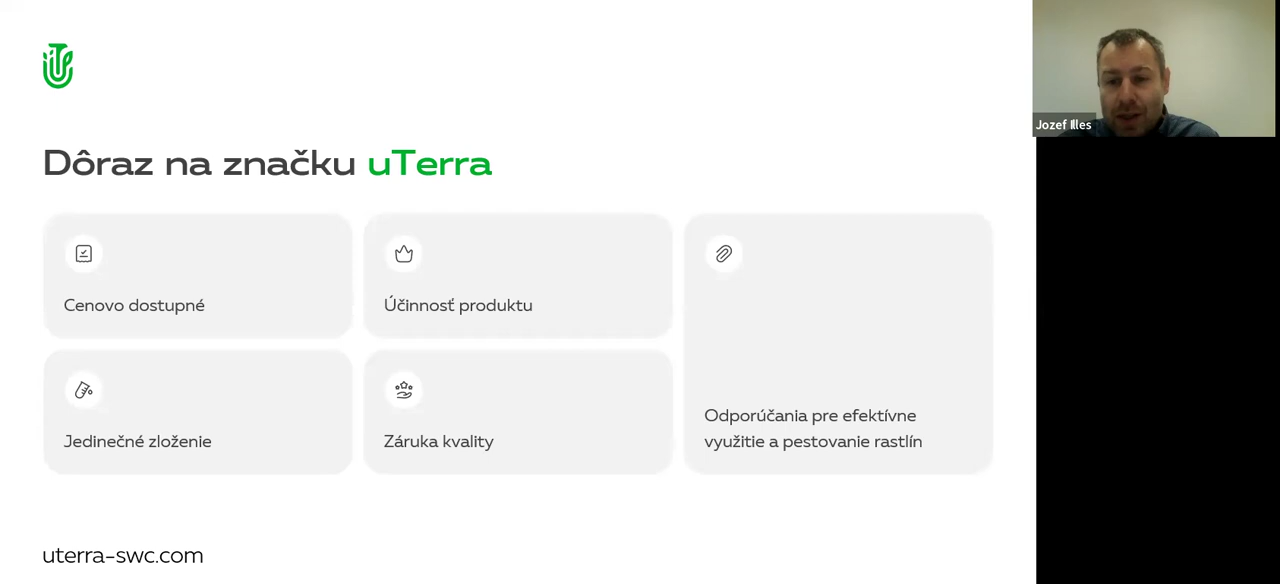 Dôraz na značku uTerra
Cenovo dostupné
Účinnosť produktu
Jedinečné zloženie
Záruka kvality
Odporúčania pre efektívne
využitie a pestovanie rastlín
uterra-swc.com
Jozef Illes